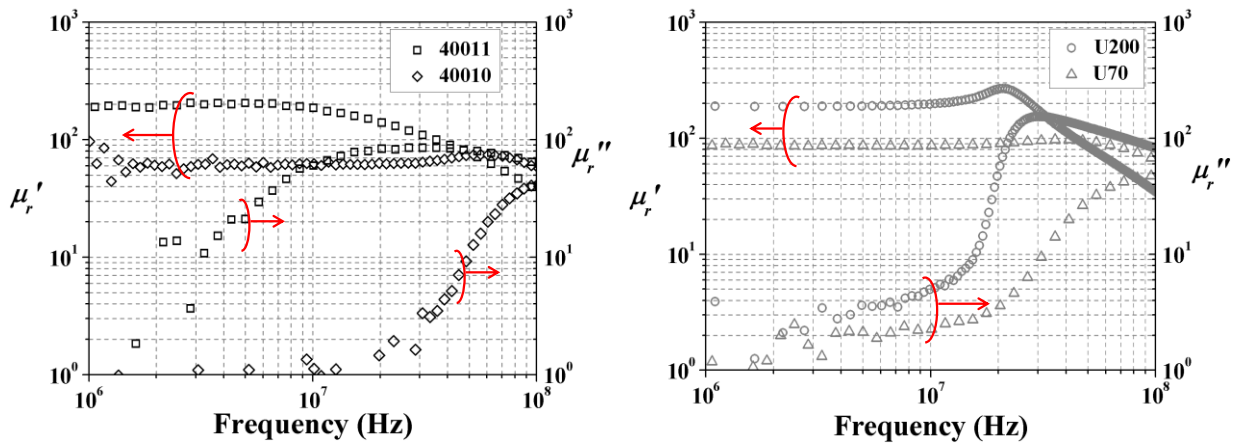 10³ 10³ 10³ 10³
40011 U200
40010 U70
10² 10² 10² 10²
μᵣ' μᵣ'' μᵣ' μᵣ''
10¹ 10¹ 10¹ 10¹
10⁰ 10⁰ 10⁰ 10⁰
10⁶ 10⁷ 10⁸ 10⁶ 10⁷ 10⁸
Frequency (Hz) Frequency (Hz)